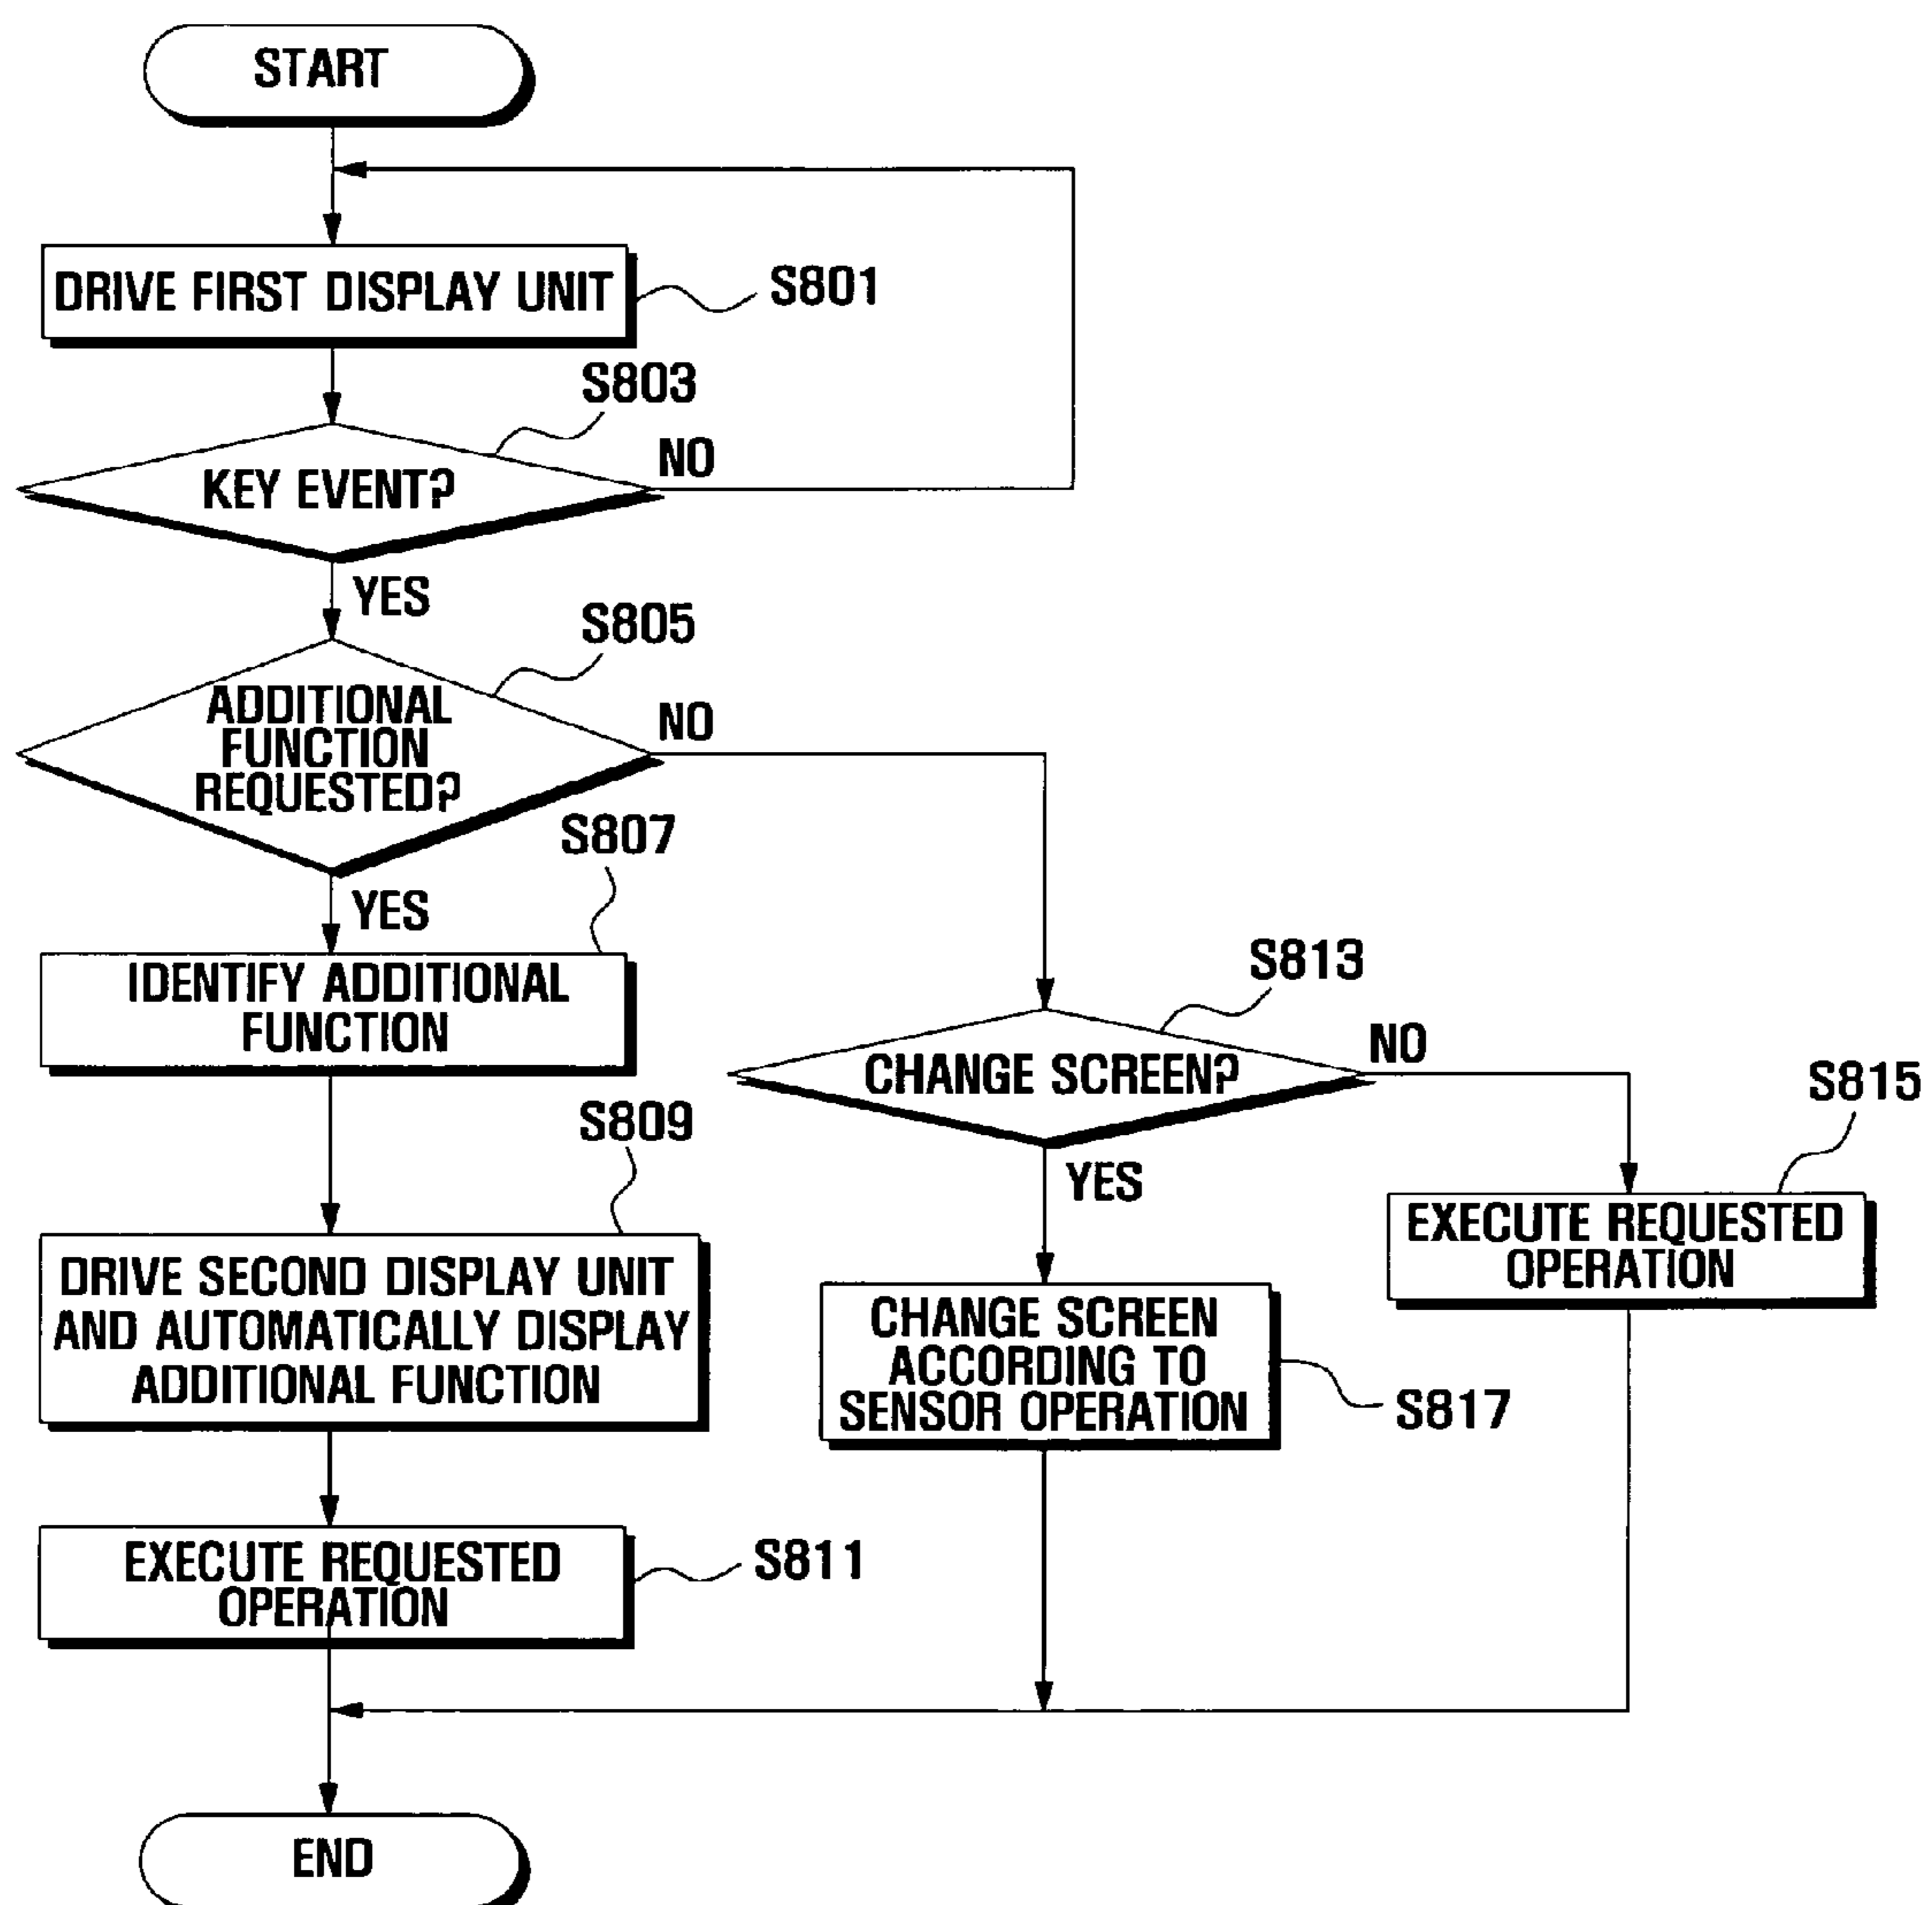 START
DRIVE FIRST DISPLAY UNIT
S801
S803
KEY EVENT?
NO
YES
S805
ADDITIONAL
FUNCTION
REQUESTED?
NO
S807
YES
IDENTIFY ADDITIONAL
FUNCTION
S813
CHANGE SCREEN?
NO
S815
S809
YES
EXECUTE REQUESTED
OPERATION
DRIVE SECOND DISPLAY UNIT
AND AUTOMATICALLY DISPLAY
ADDITIONAL FUNCTION
CHANGE SCREEN
ACCORDING TO
SENSOR OPERATION
S817
EXECUTE REQUESTED
OPERATION
S811
END